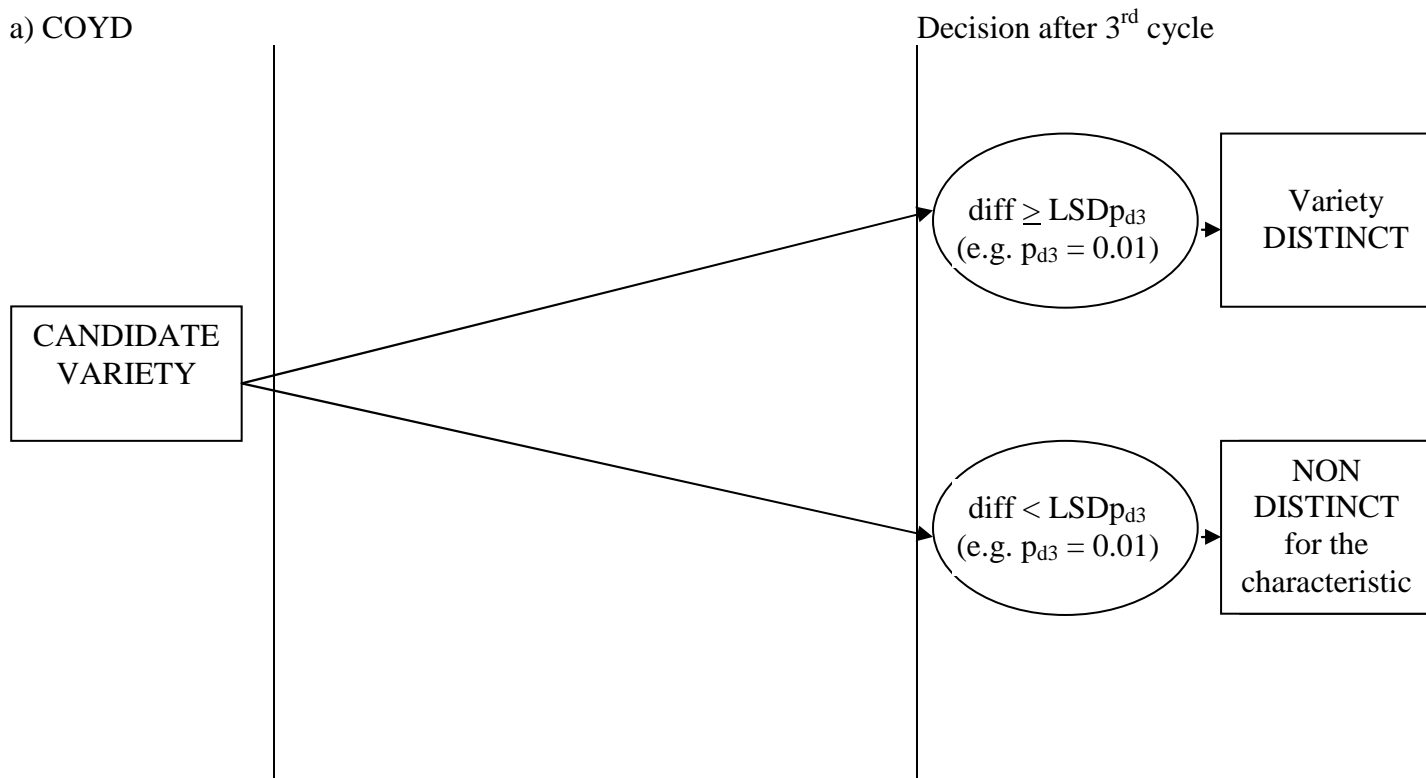 a) COYD
Decision after 3rd cycle
diff ≥ LSDpd3
(e.g. pd3 = 0.01)
Variety
DISTINCT
CANDIDATE
VARIETY
diff < LSDpd3
(e.g. pd3 = 0.01)
NON
DISTINCT
for the
characteristic